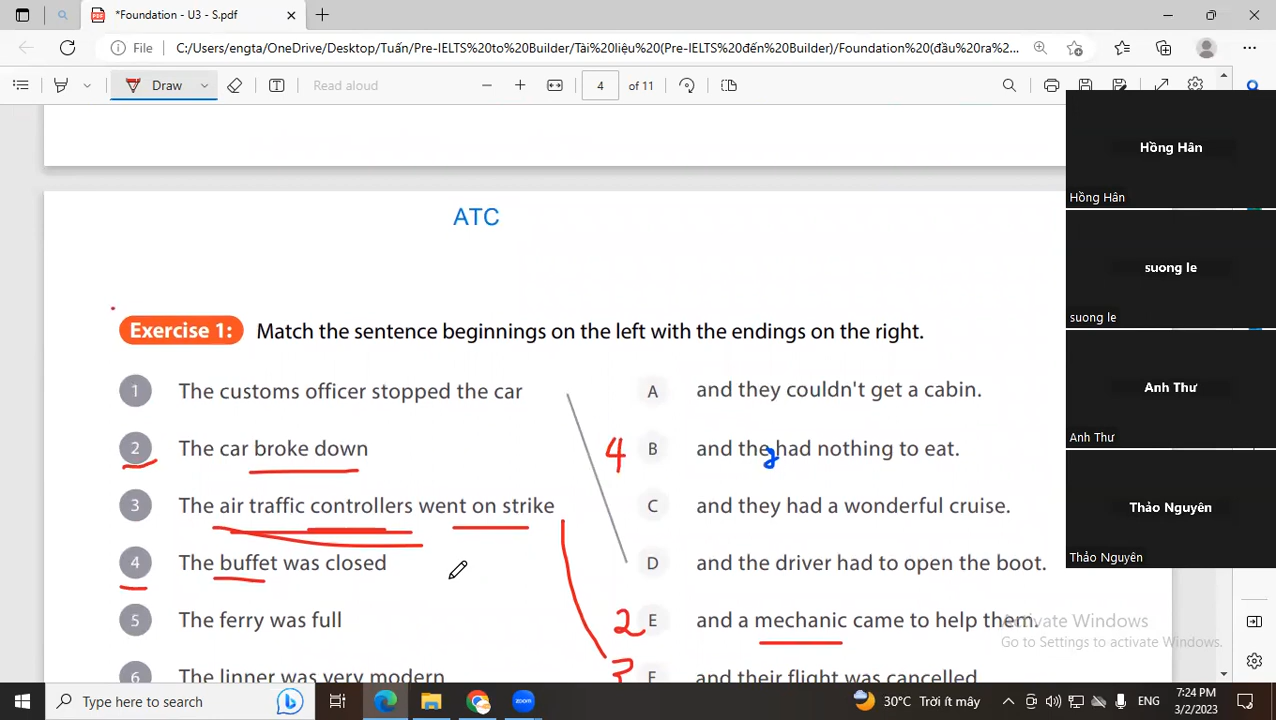 *Foundation - U3 - S.pdf
File
C:/Users/engta/OneDrive/Desktop/Tuấn/Pre-IELTS%20to%20Builder/Tài%20liệu%20(Pre-IELTS%20đến%20Builder)/Foundation%20(đầu%20ra%2...
Draw
Read aloud
4 of 11
ATC
Exercise 1: Match the sentence beginnings on the left with the endings on the right.
1 The customs officer stopped the car
A and they couldn't get a cabin.
2 The car broke down
4 B and they had nothing to eat.
3 The air traffic controllers went on strike
C and they had a wonderful cruise.
4 The buffet was closed
D and the driver had to open the boot.
5 The ferry was full
2 E and a mechanic came to help them.
6 The linner was very modern
3 F and their flight was cancelled
Hồng Hân
Hồng Hân
suong le
suong le
Anh Thư
Anh Thư
Thảo Nguyên
Thảo Nguyên
Activate Windows
Go to Settings to activate Windows.
Type here to search
30°C Trời ít mây
ENG
7:24 PM
3/2/2023